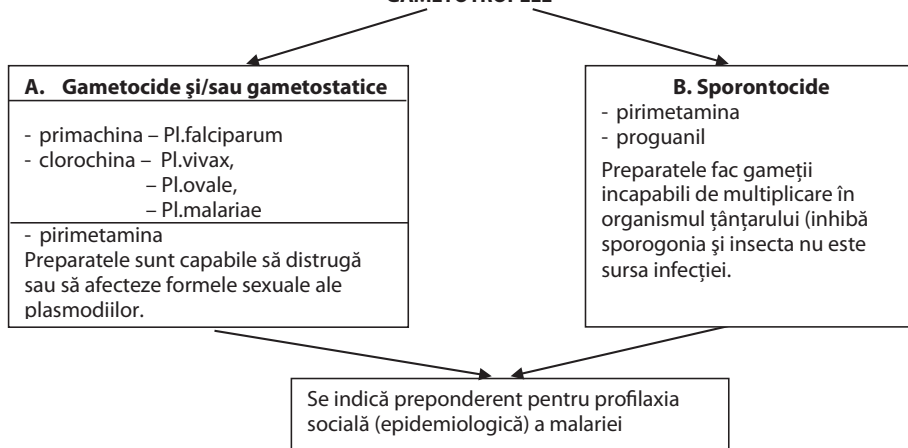 A. Gametocide şi/sau gametostatice
- primachina – Pl.falciparum
- clorochina – Pl.vivax,
– Pl.ovale,
– Pl.malariae
- pirimetamina
Preparatele sunt capabile să distrugă
sau să afecteze formele sexuale ale
plasmodiilor.
B. Sporontocide
- pirimetamina
- proguanil
Preparatele fac gameţii
incapabili de multiplicare în
organismul ţânţarului (inhibă
sporogonia şi insecta nu este
sursa infecţiei.
Se indică preponderent pentru profilaxia
socială (epidemiologică) a malariei